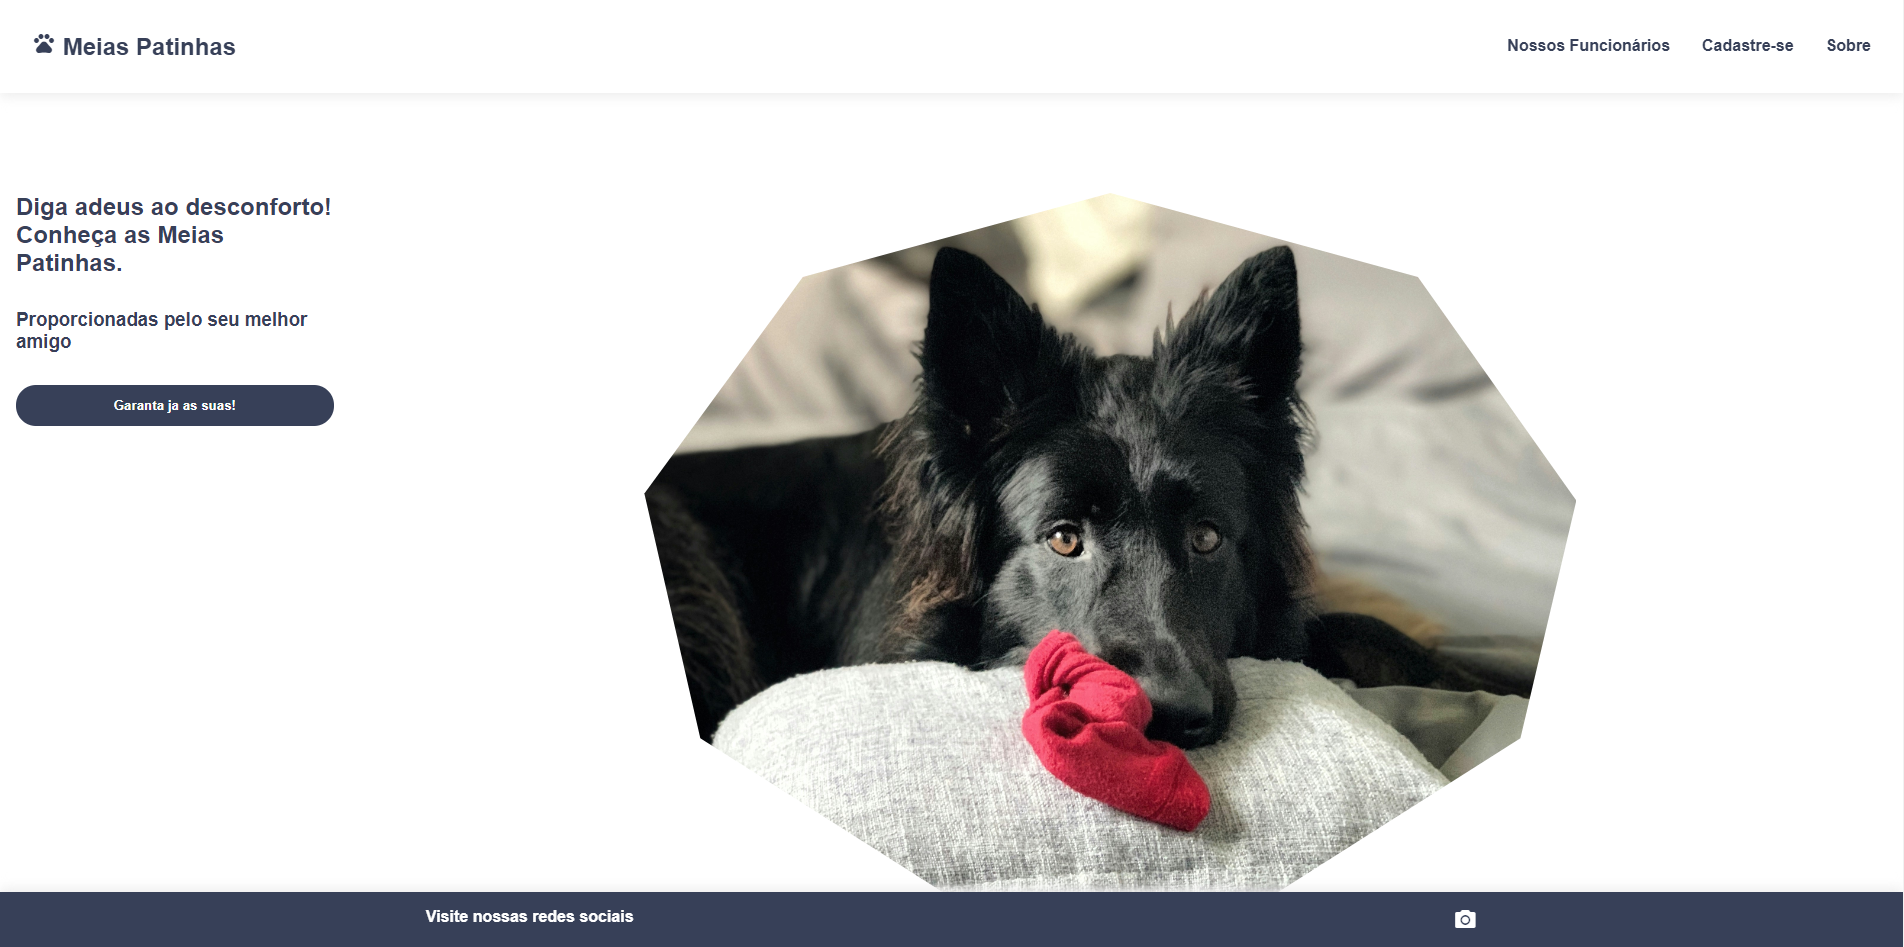 Meias Patinhas
Nossos Funcionários
Cadastre-se
Sobre
Diga adeus ao desconforto!
Conheça as Meias
Patinhas.
Proporcionadas pelo seu melhor
amigo
Garanta ja as suas!
Visite nossas redes sociais